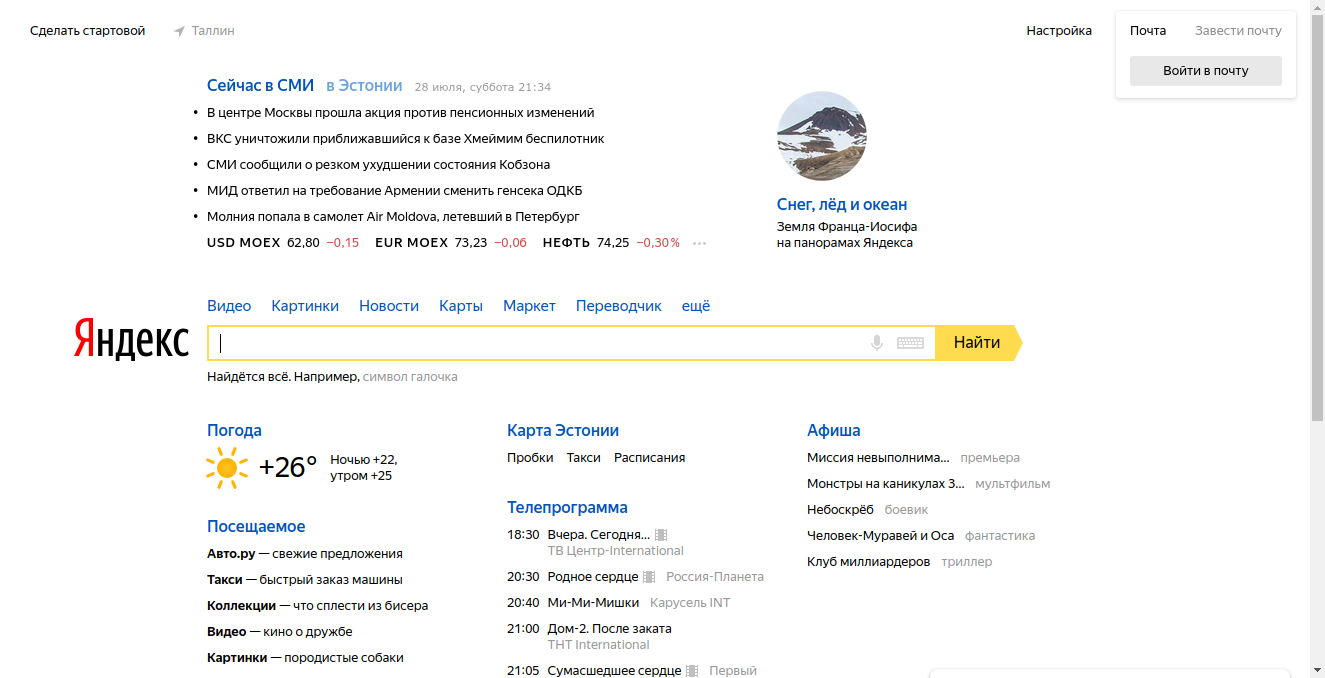 Сделать стартовой Таллин Настройка Почта Завести почту
Войти в почту
Сейчас в СМИ в Эстонии 28 июля, суббота 21:34
• В центре Москвы прошла акция против пенсионных изменений
• ВКС уничтожили приближавшийся к базе Хмеймим беспилотник
• СМИ сообщили о резком ухудшении состояния Кобзона
• МИД ответил на требование Армении сменить генсека ОДКБ
• Молния попала в самолет Air Moldova, летевший в Петербург
USD MOEX 62,80 −0,15 EUR MOEX 73,23 −0,06 НЕФТЬ 74,25 −0,30% •••
Снег, лёд и океан
Земля Франца-Иосифа
на панорамах Яндекса
Видео Картинки Новости Карты Маркет Переводчик ещё
Яндекс Найти
Найдётся всё. Например, символ галочка
Погода
+26° Ночью +22,
утром +25
Посещаемое
Авто.ру — свежие предложения
Такси — быстрый заказ машины
Коллекции — что сплести из бисера
Видео — кино о дружбе
Картинки — породистые собаки
Карта Эстонии
Пробки Такси Расписания
Телепрограмма
18:30 Вчера. Сегодня...
ТВ Центр-International
20:30 Родное сердце Россия-Планета
20:40 Ми-Ми-Мишки Карусель INT
21:00 Дом-2. После заката
ТНТ International
21:05 Сумасшедшее сердце Первый
Афиша
Миссия невыполнима... премьера
Монстры на каникулах 3... мультфильм
Небоскрёб боевик
Человек-Муравей и Оса фантастика
Клуб миллиардеров триллер